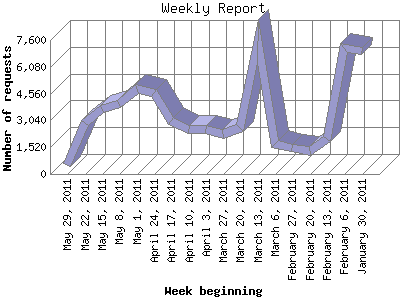 Weekly Report
Number of requests
7,600
6,080
4,560
3,040
1,520
0
May 29, 2011
May 22, 2011
May 15, 2011
May 8, 2011
May 1, 2011
April 24, 2011
April 17, 2011
April 10, 2011
April 3, 2011
March 27, 2011
March 20, 2011
March 13, 2011
March 6, 2011
February 27, 2011
February 20, 2011
February 13, 2011
February 6, 2011
January 30, 2011
Week beginning